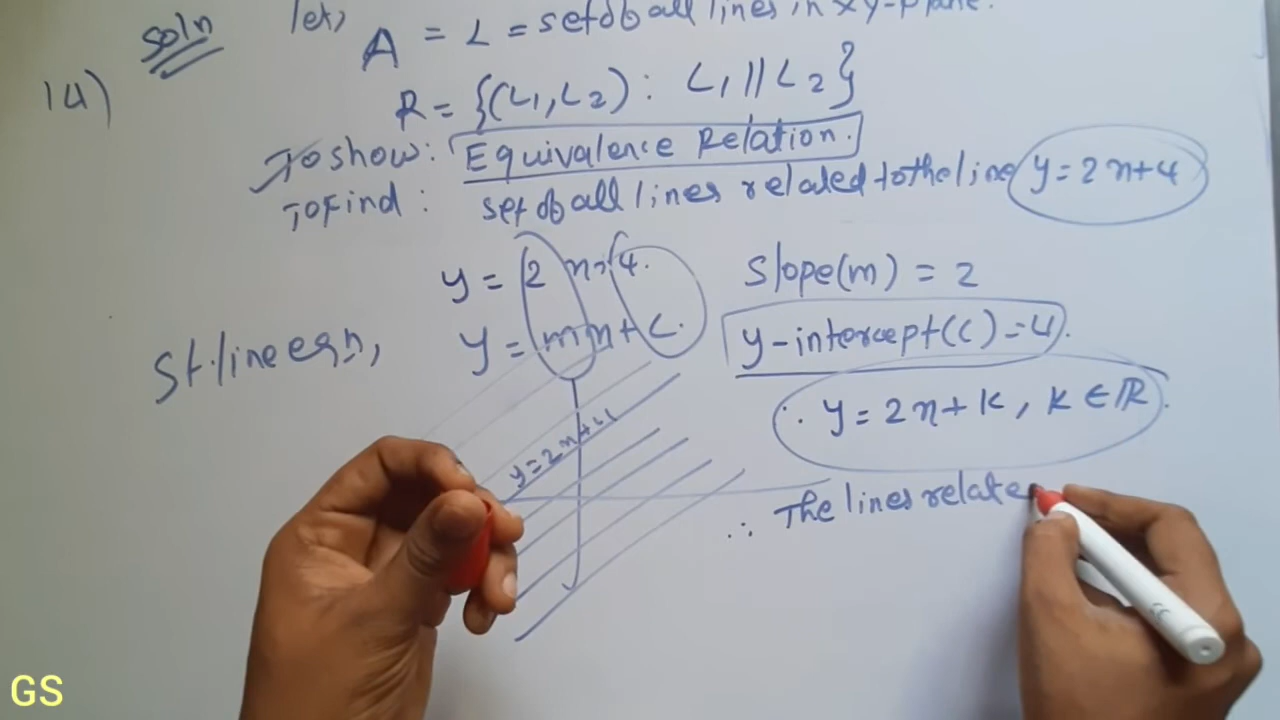 Soln let,
A = L = set of all lines in xy-plane.
14)
R = {(L1, L2) : L1 || L2}
To show: Equivalence Relation.
To Find: set of all lines related to the line y = 2x+4
y = 2x+4. Slope(m) = 2
St.line eqn, y = mx+c. y-intercept(c) = 4.
∴ y = 2x+k, k ∈ R.
y=2x+4
∴ The lines relate
GS